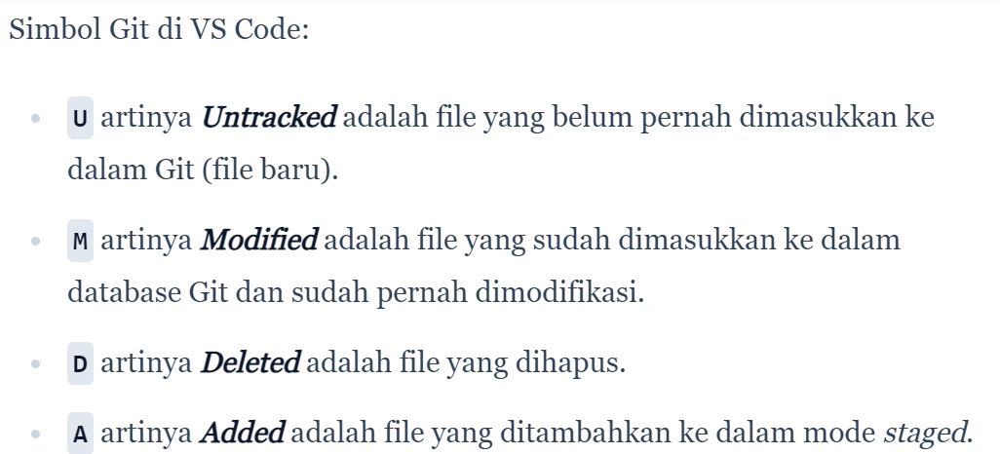 Simbol Git di VS Code:
U artinya Untracked adalah file yang belum pernah dimasukkan ke
dalam Git (file baru).
M artinya Modified adalah file yang sudah dimasukkan ke dalam
database Git dan sudah pernah dimodifikasi.
D artinya Deleted adalah file yang dihapus.
A artinya Added adalah file yang ditambahkan ke dalam mode staged.